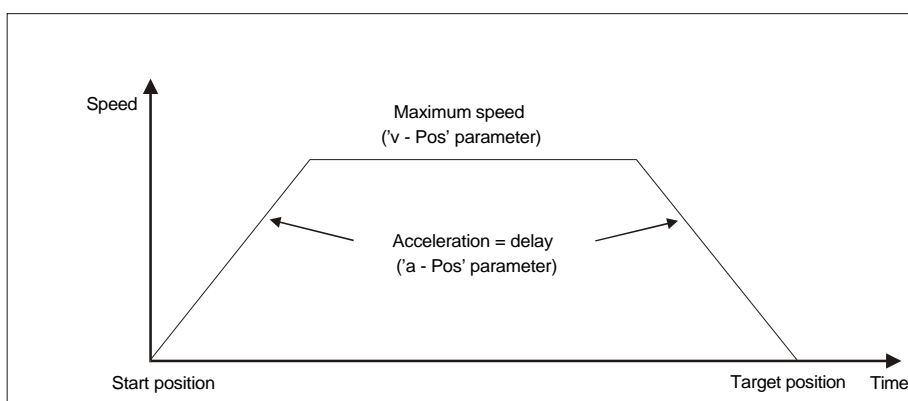 Speed
Maximum speed
('v - Pos' parameter)
Acceleration = delay
('a - Pos' parameter)
Start position
Target position
Time